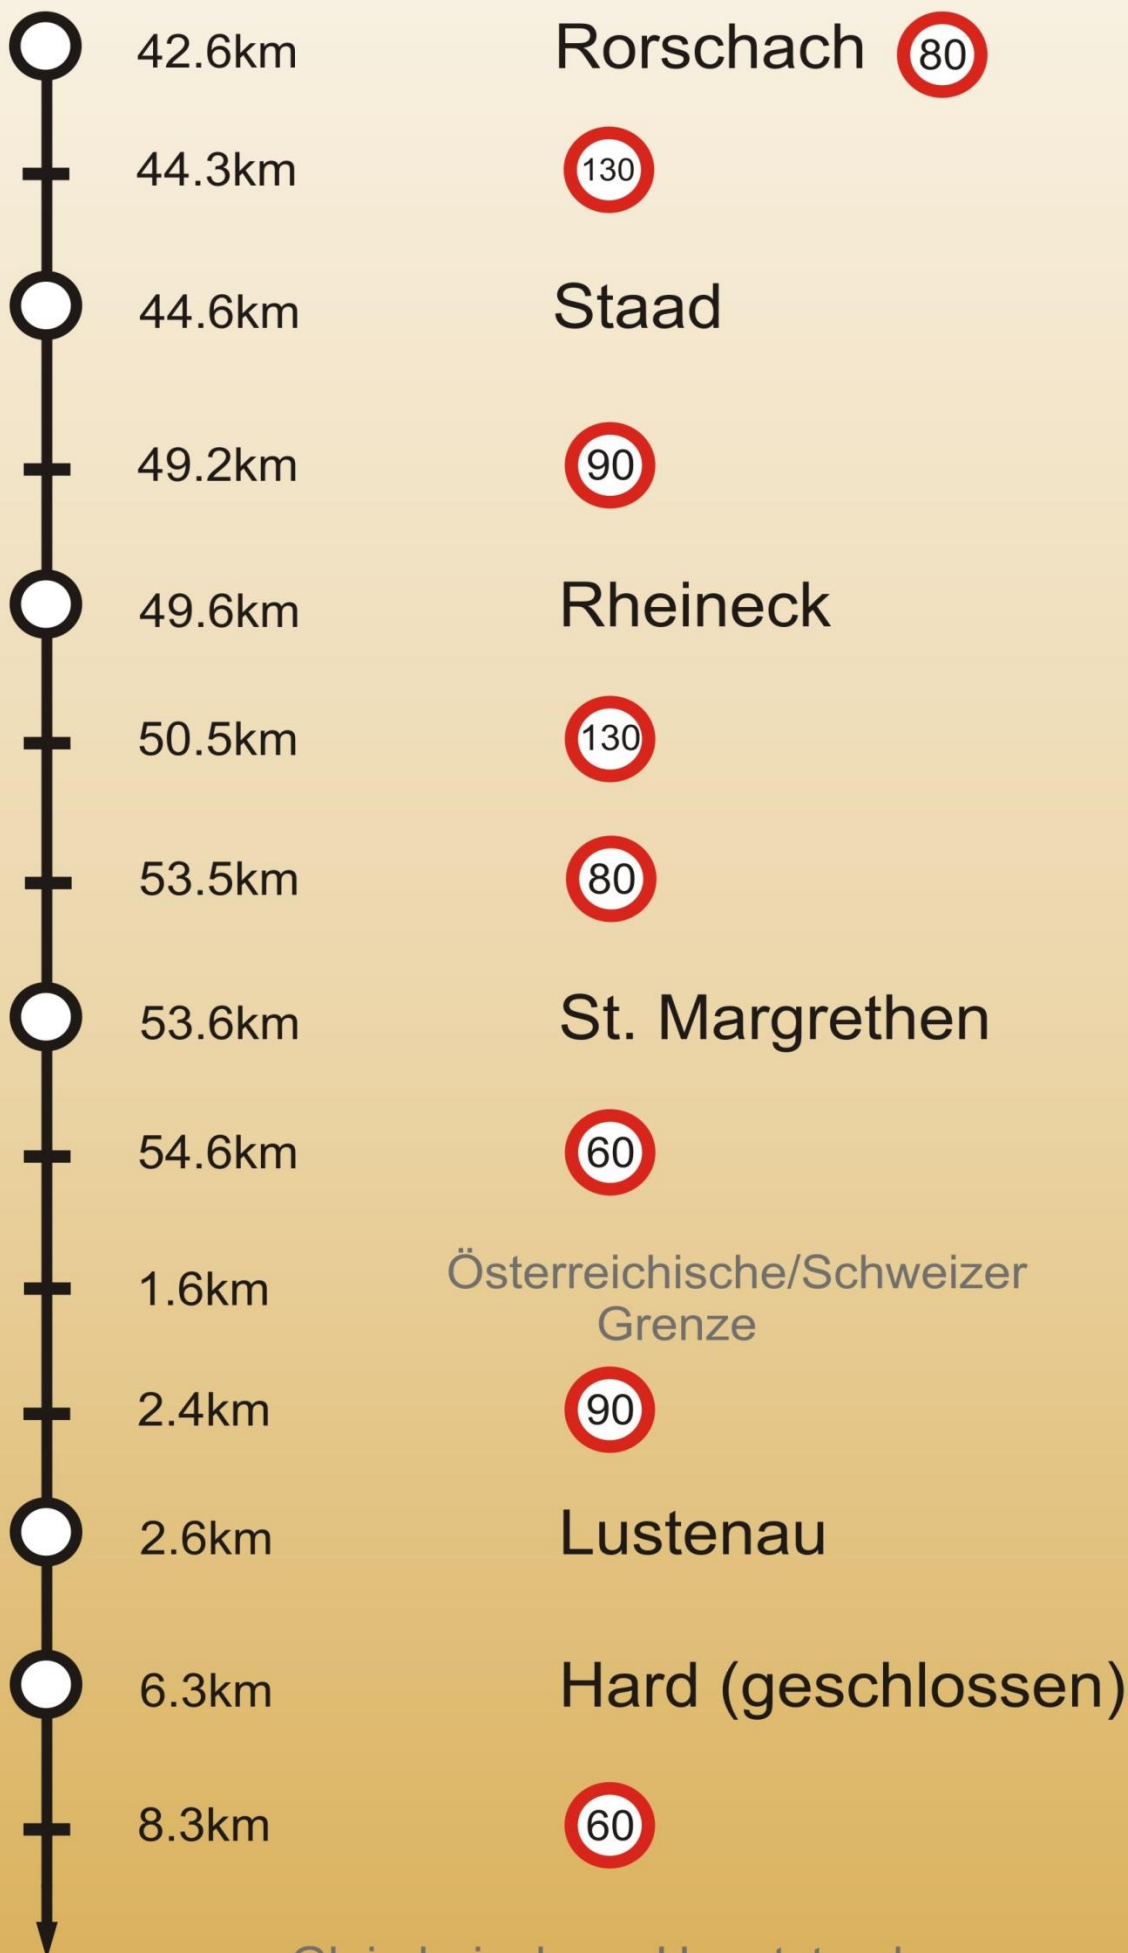 42.6km Rorschach 80
44.3km 130
44.6km Staad
49.2km 90
49.6km Rheineck
50.5km 130
53.5km 80
53.6km St. Margrethen
54.6km 60
1.6km Österreichische/Schweizer
Grenze
2.4km 90
2.6km Lustenau
6.3km Hard (geschlossen)
8.3km 60